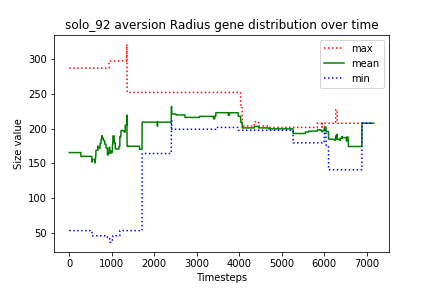 solo_92 aversion Radius gene distribution over time
max
mean
min
Size value
300
250
200
150
100
50
0
1000
2000
3000
4000
5000
6000
7000
Timesteps